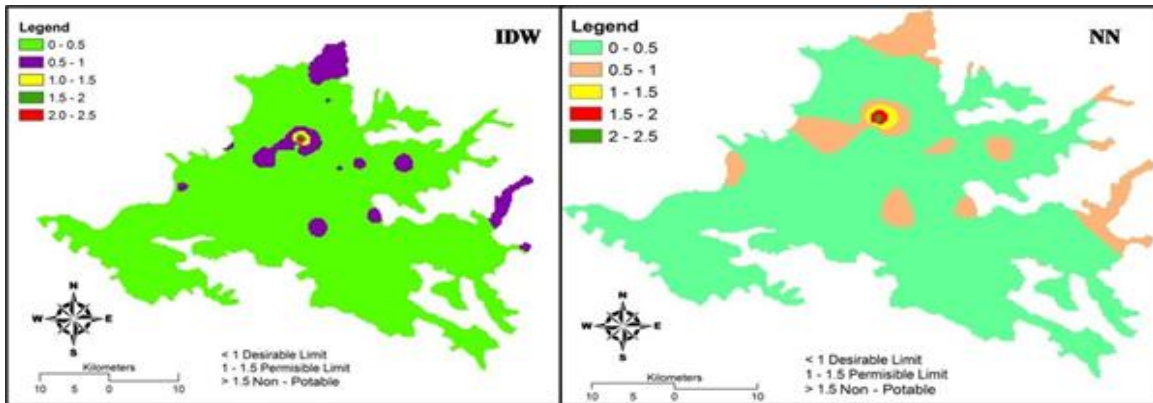 Legend
0 - 0.5
0.5 - 1
1.0 - 1.5
1.5 - 2
2.0 - 2.5
IDW
N
W
E
S
Kilometers
10 5 0 10
< 1 Desirable Limit
1 - 1.5 Permisible Limit
> 1.5 Non - Potable
Legend
0 - 0.5
0.5 - 1
1 - 1.5
1.5 - 2
2 - 2.5
NN
N
W
E
S
Kilometers
10 5 0 10
< 1 Desirable Limit
1 - 1.5 Permisible Limit
> 1.5 Non - Potable